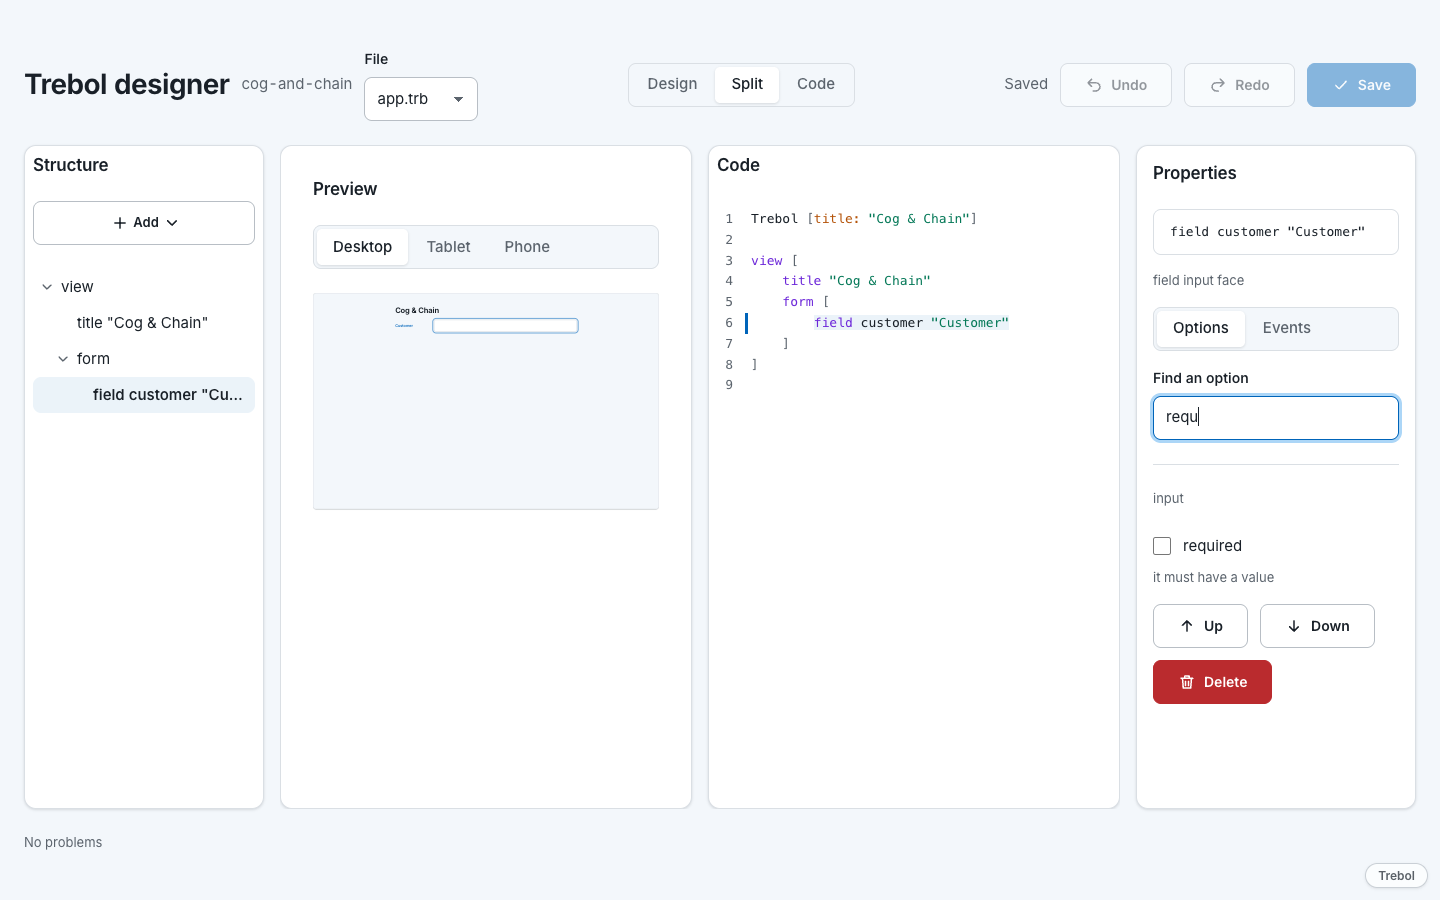 Trebol designer
cog-and-chain
File
app.trb
Design
Split
Code
Saved
Undo
Redo
Save
Structure
Add
view
title "Cog & Chain"
form
field customer "Cu...
Preview
Desktop
Tablet
Phone
Cog & Chain
Customer
Code
1 Trebol [title: "Cog & Chain"]
2
3 view [
4 title "Cog & Chain"
5 form [
6 field customer "Customer"
7 ]
8 ]
9
Properties
field customer "Customer"
field input face
Options
Events
Find an option
requ
input
required
it must have a value
Up
Down
Delete
No problems
Trebol